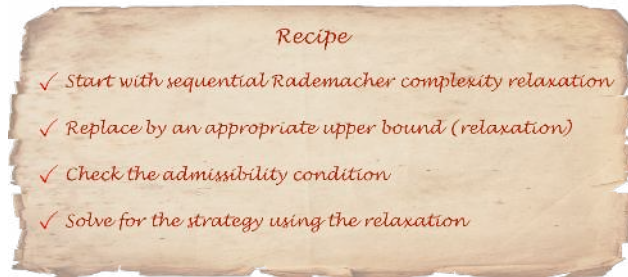 Recipe
✓ Start with sequential Rademacher complexity relaxation
✓ Replace by an appropriate upper bound (relaxation)
✓ Check the admissibility condition
✓ Solve for the strategy using the relaxation